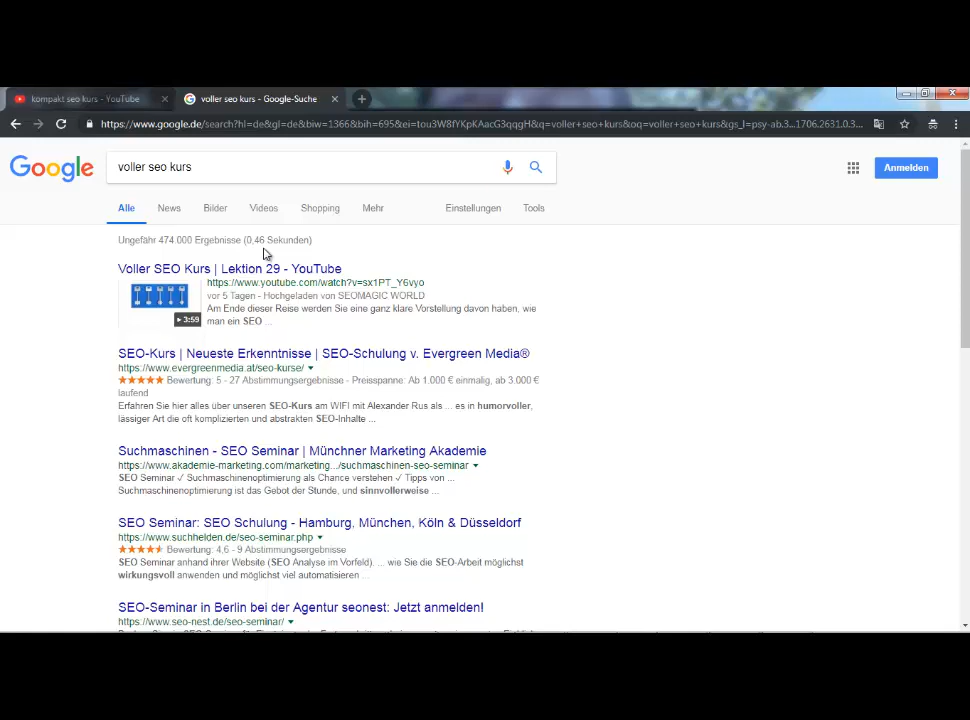 kompakt seo kurs - YouTube
voller seo kurs - Google-Suche
https://www.google.de/search?hl=de&gl=de&biw=1366&bih=695&ei=tou3W8fYKpKAacG3qqgH&q=voller+seo+kurs&oq=voller+seo+kurs&gs_l=psy-ab.3...1706.2631.0.3...
Google
voller seo kurs
Anmelden
Alle News Bilder Videos Shopping Mehr Einstellungen Tools
Ungefähr 474.000 Ergebnisse (0,46 Sekunden)
Voller SEO Kurs | Lektion 29 - YouTube
https://www.youtube.com/watch?v=sx1PT_Y6vyo
vor 5 Tagen - Hochgeladen von SEOMAGIC WORLD
Am Ende dieser Reise werden Sie eine ganz klare Vorstellung davon haben, wie
man ein SEO ...
3:59
SEO-Kurs | Neueste Erkenntnisse | SEO-Schulung v. Evergreen Media®
https://www.evergreenmedia.at/seo-kurse/
Bewertung: 5 - 27 Abstimmungsergebnisse - Preisspanne: Ab 1.000 € einmalig, ab 3.000 €
laufend
Erfahren Sie hier alles über unseren SEO-Kurs am WIFI mit Alexander Rus als ... es in humorvoller,
lässiger Art die oft komplizierten und abstrakten SEO-Inhalte ...
Suchmaschinen - SEO Seminar | Münchner Marketing Akademie
https://www.akademie-marketing.com/marketing.../suchmaschinen-seo-seminar
SEO Seminar ✓ Suchmaschinenoptimierung als Chance verstehen ✓ Tipps von ...
Suchmaschinenoptimierung ist das Gebot der Stunde, und sinnvollerweise ...
SEO Seminar: SEO Schulung - Hamburg, München, Köln & Düsseldorf
https://www.suchhelden.de/seo-seminar.php
Bewertung: 4,6 - 9 Abstimmungsergebnisse
SEO Seminar anhand ihrer Website (SEO Analyse im Vorfeld). ... wie Sie die SEO-Arbeit möglichst
wirkungsvoll anwenden und möglichst viel automatisieren ...
SEO-Seminar in Berlin bei der Agentur seonest: Jetzt anmelden!
https://www.seo-nest.de/seo-seminar/